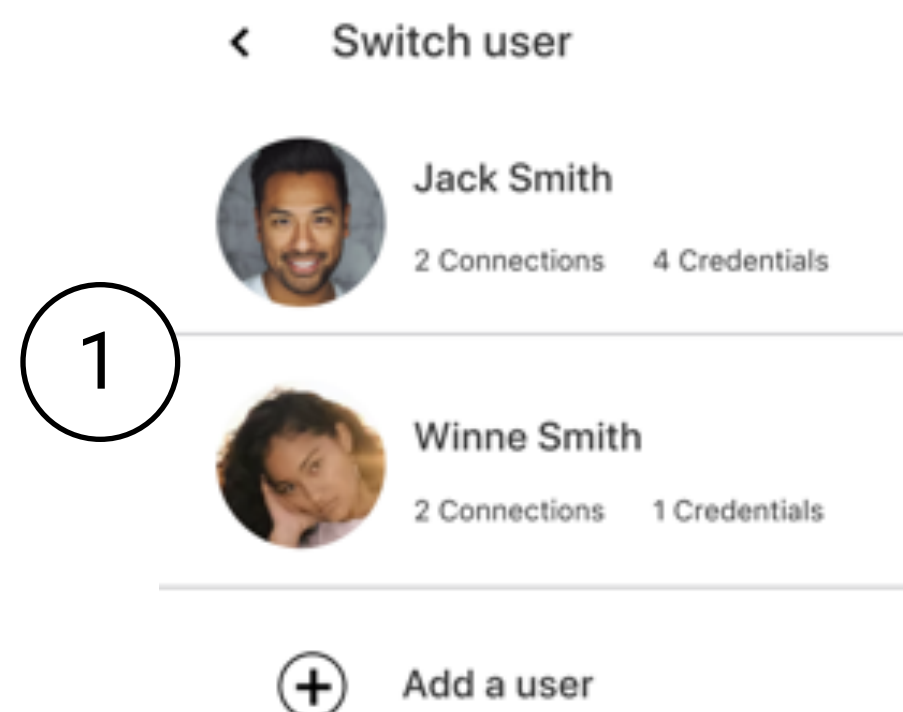 Switch user
Jack Smith
2 Connections 4 Credentials
1
Winne Smith
2 Connections 1 Credentials
Add a user